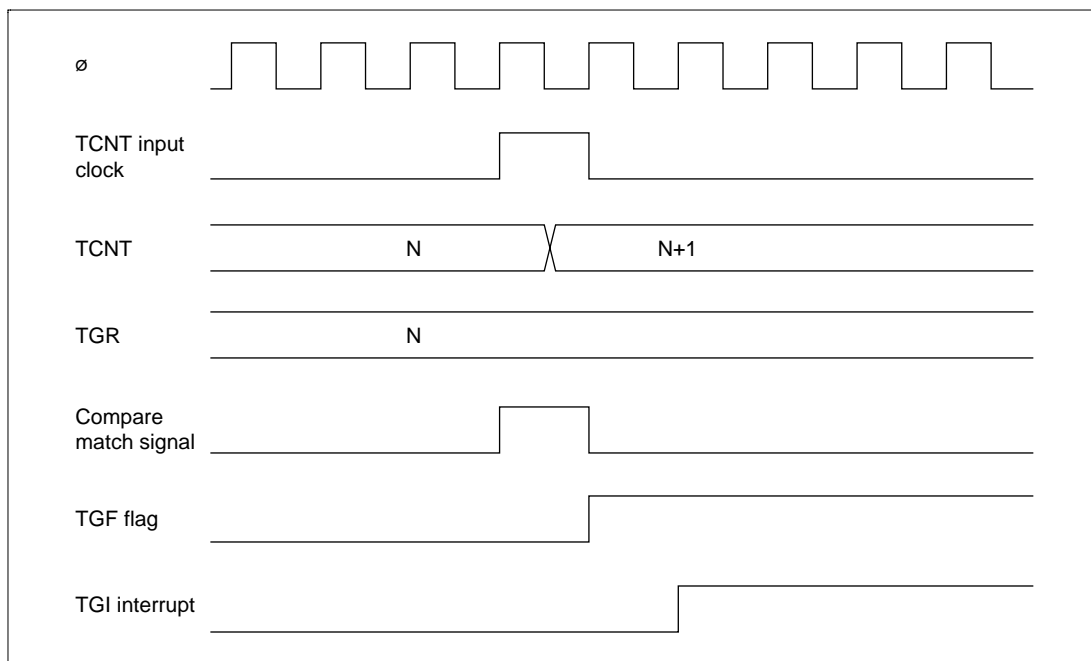 ø
TCNT input
clock
TCNT
N
N+1
TGR
N
Compare
match signal
TGF flag
TGI interrupt